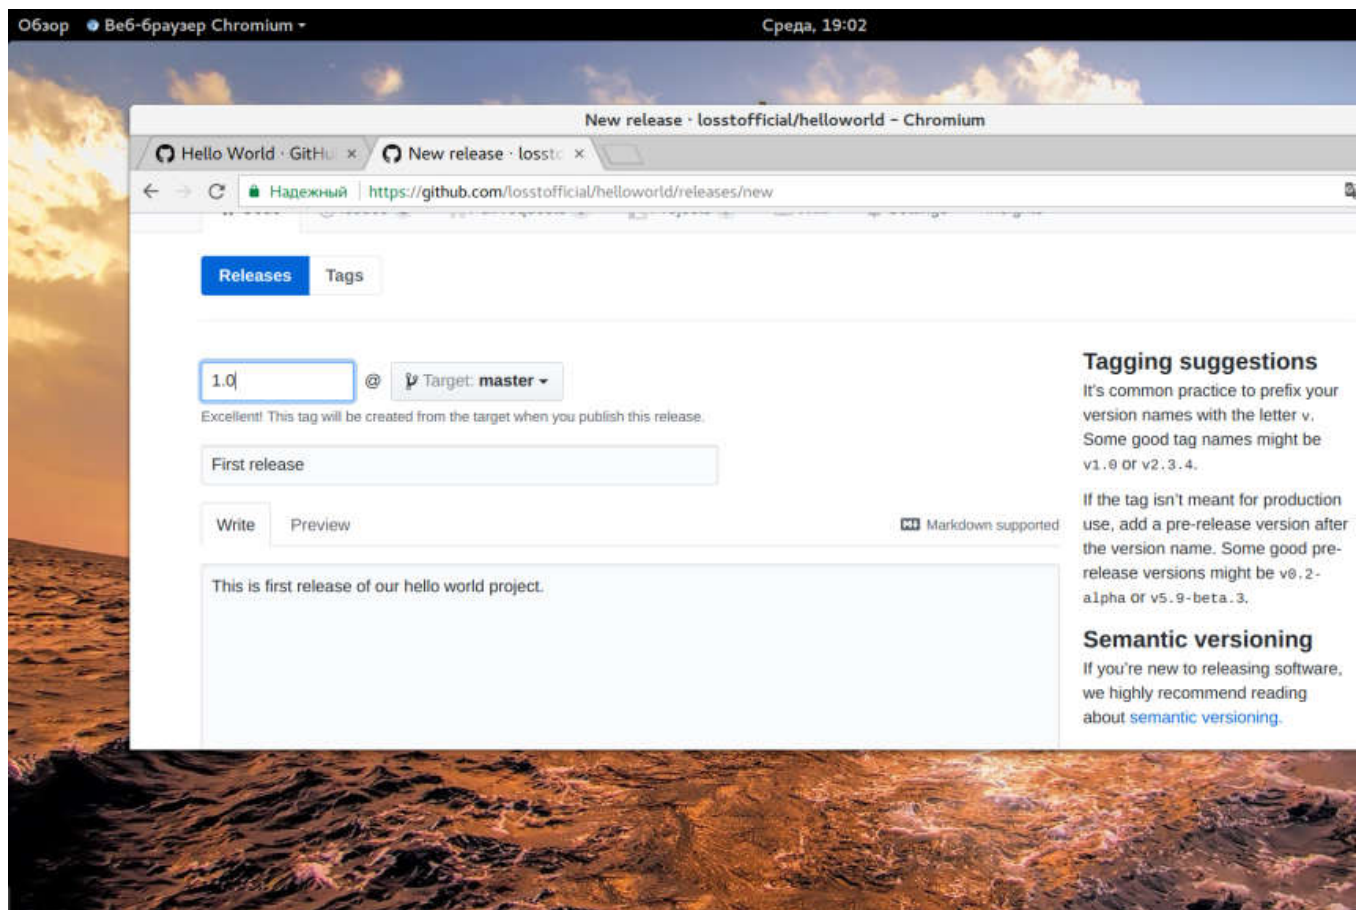 Обзор Веб-браузер Chromium Среда, 19:02
New release · losstofficial/helloworld – Chromium
Hello World · GitHu × New release · losstc ×
Надежный https://github.com/losstofficial/helloworld/releases/new
Releases Tags
1.0 @ Target: master
Excellent! This tag will be created from the target when you publish this release.
First release
Write Preview Markdown supported
This is first release of our hello world project.
Tagging suggestions
It's common practice to prefix your
version names with the letter v.
Some good tag names might be
v1.0 or v2.3.4.
If the tag isn't meant for production
use, add a pre-release version after
the version name. Some good pre-
release versions might be v0.2-
alpha or v5.9-beta.3.
Semantic versioning
If you're new to releasing software,
we highly recommend reading
about semantic versioning.